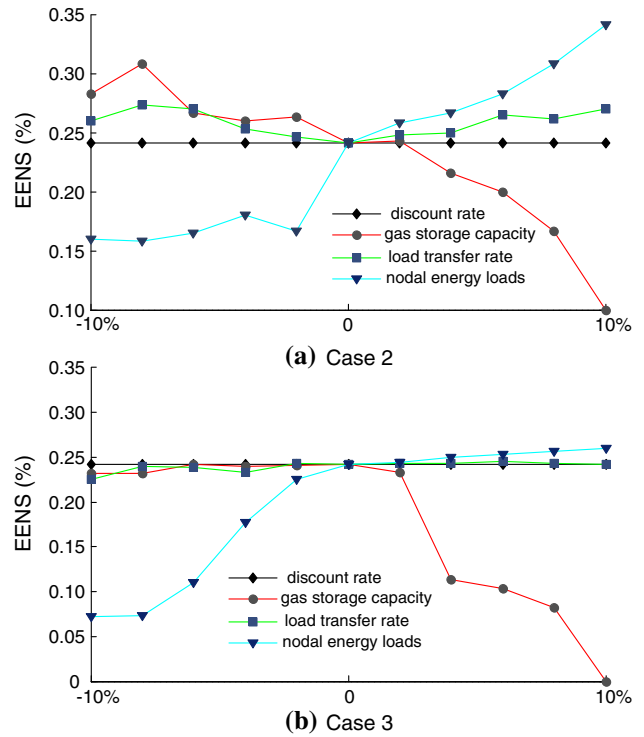 0.35
0.30
0.25
0.20
0.15
0.10
EENS (%)
discount rate
gas storage capacity
load transfer rate
nodal energy loads
-10%
0
10%
(a) Case 2
0.35
0.30
0.25
0.20
0.15
0.10
0.05
0
EENS (%)
discount rate
gas storage capacity
load transfer rate
nodal energy loads
-10%
0
10%
(b) Case 3